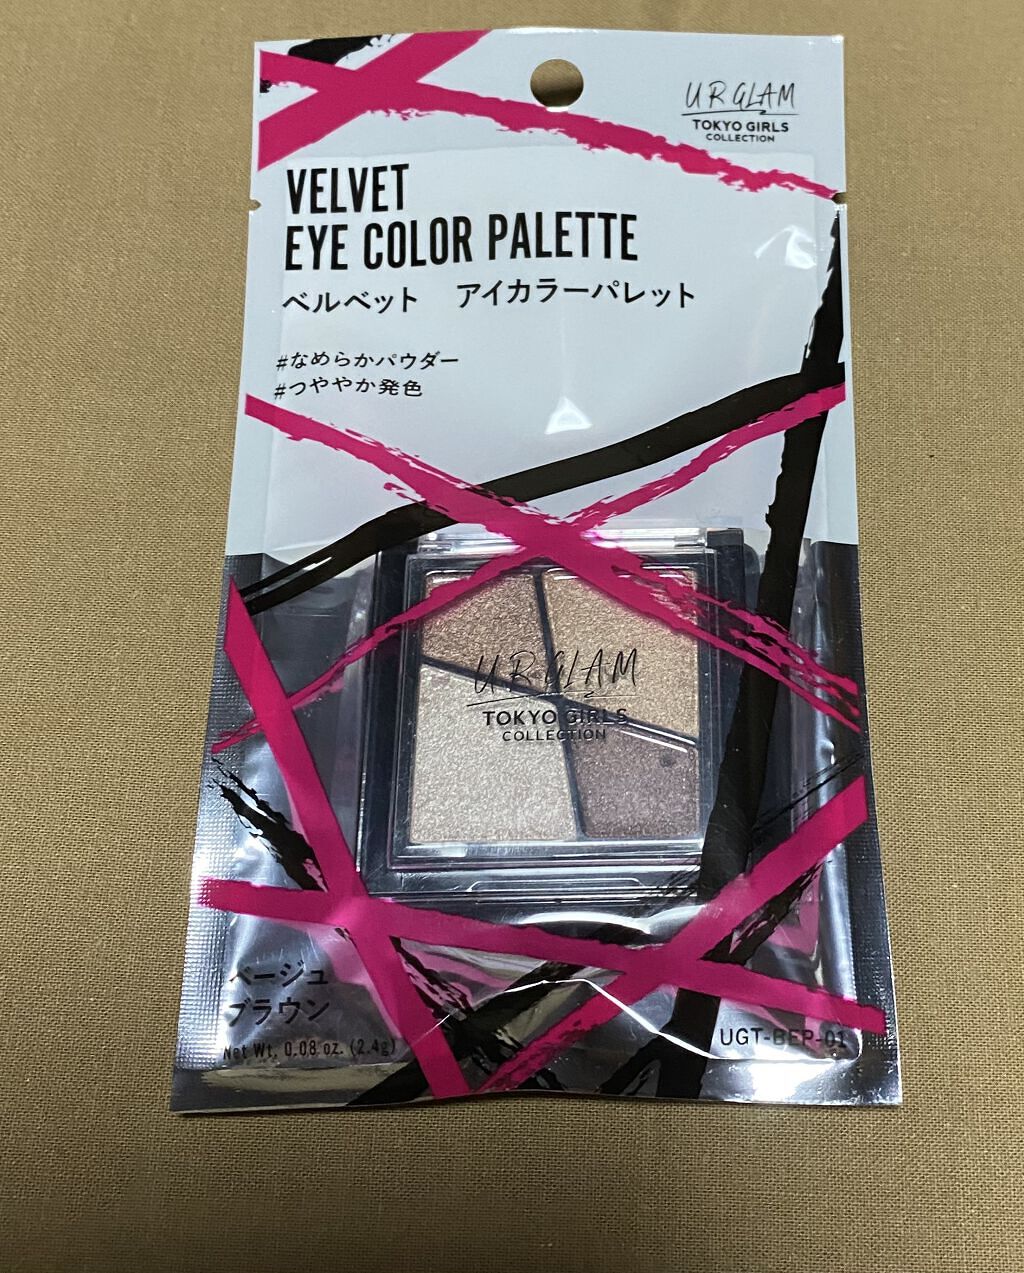 UR GLAM
TOKYO GIRLS
COLLECTION
VELVET
EYE COLOR PALETTE
ベルベット アイカラーパレット
#なめらかパウダー
#つややか発色
UR GLAM
TOKYO GIRLS
COLLECTION
ベージュ
ブラウン
Net Wt. 0.08 oz. (2.4g)
UGT-BEP-01